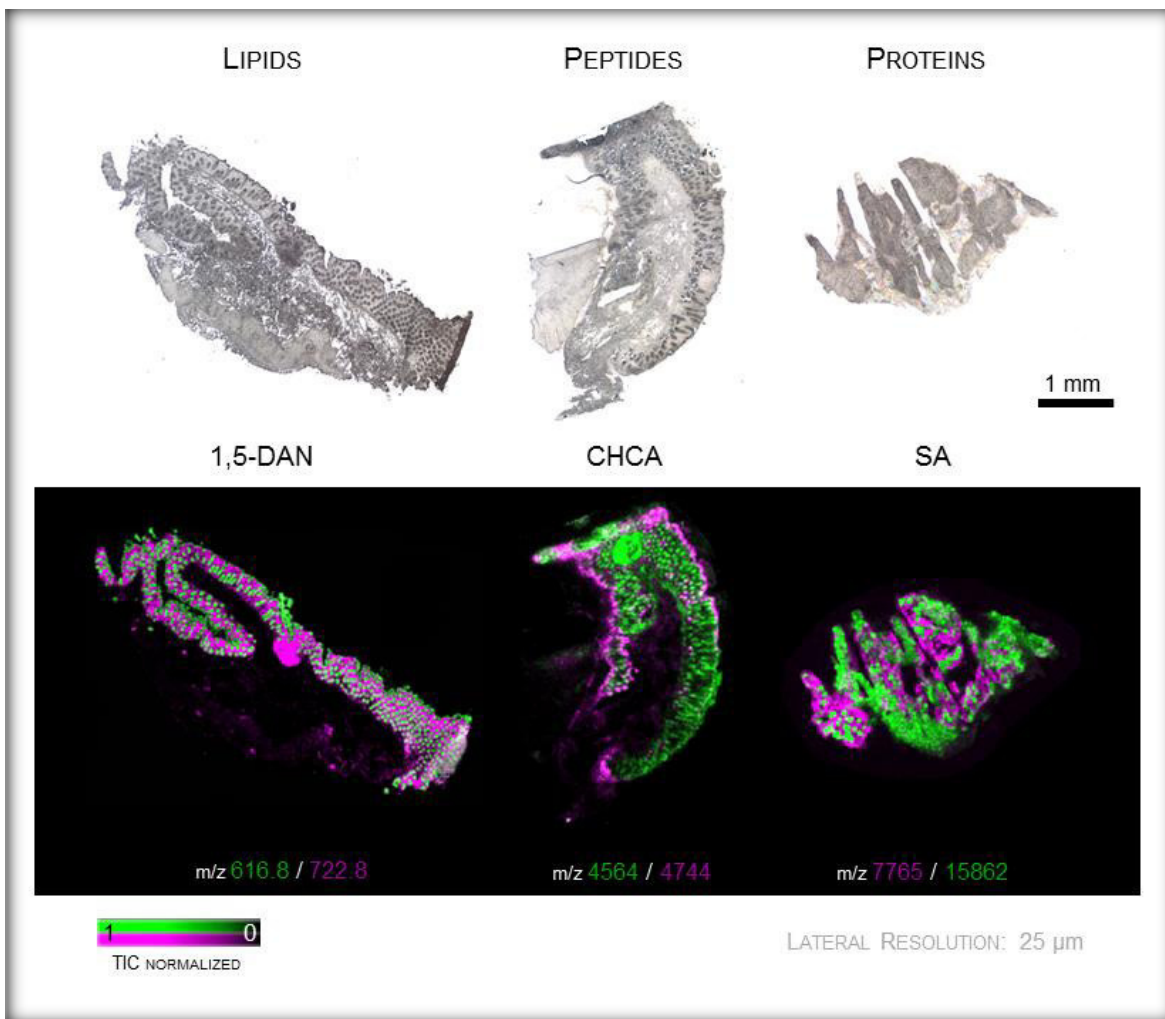 LIPIDS PEPTIDES PROTEINS
1 mm
1,5-DAN CHCA SA
m/z 616.8 / 722.8 m/z 4564 / 4744 m/z 7765 / 15862
1 0
TIC NORMALIZED
LATERAL RESOLUTION: 25 µm